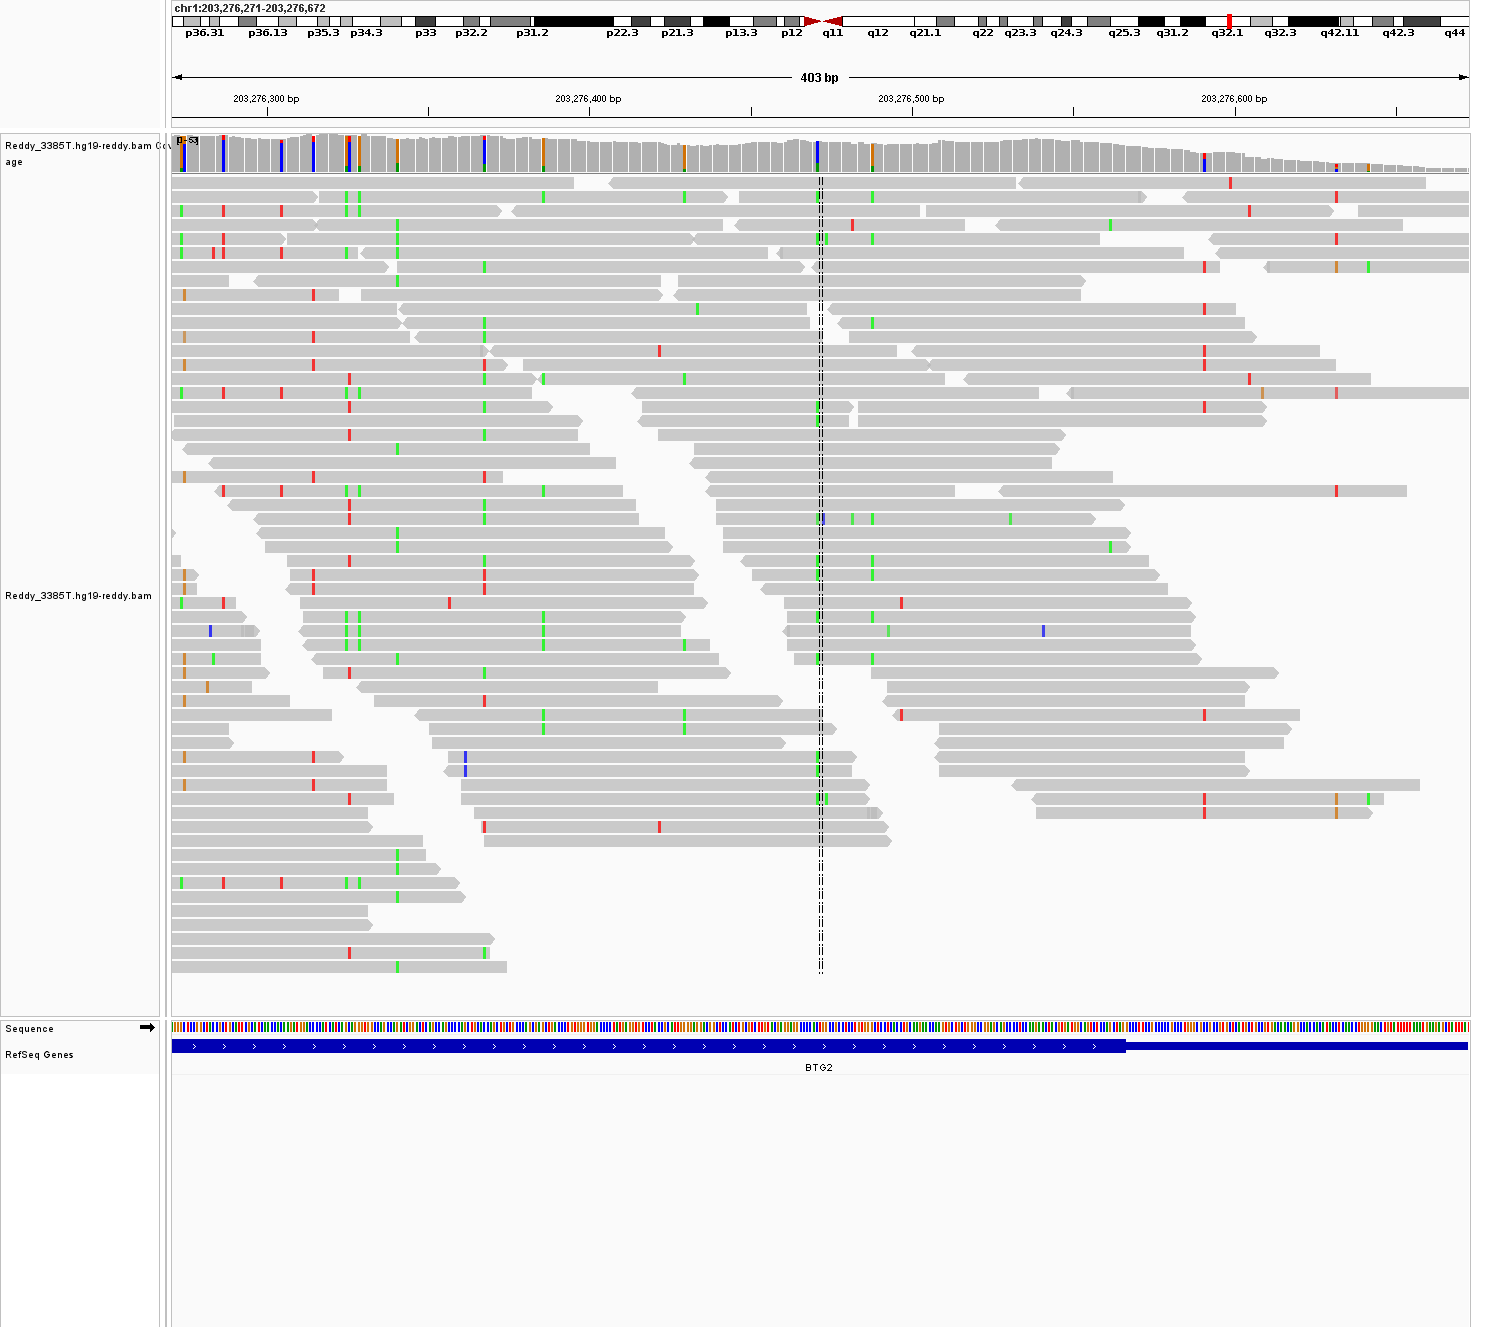 chr1:203,276,271-203,276,672
p36.31 p36.13 p35.3 p34.3 p33 p32.2 p31.2 p22.3 p21.3 p13.3 p12 q11 q12 q21.1 q22 q23.3 q24.3 q25.3 q31.2 q32.1 q32.3 q42.11 q42.3 q44
403 bp
203,276,300 bp 203,276,400 bp 203,276,500 bp 203,276,600 bp
Reddy_3385T.hg19-reddy.bam Cov
age
Reddy_3385T.hg19-reddy.bam
Sequence
RefSeq Genes
BTG2